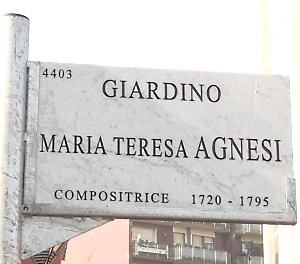 4403
GIARDINO
MARIA TERESA AGNESI
COMPOSITRICE 1720 - 1795